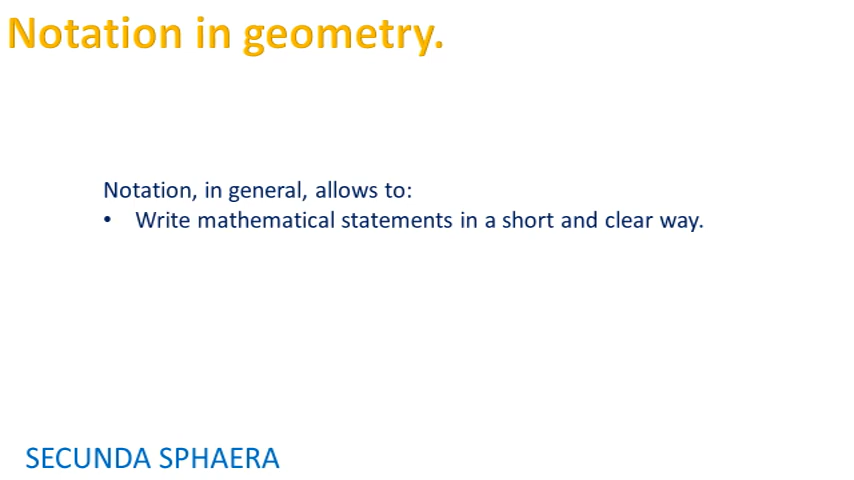 Notation in geometry.
Notation, in general, allows to:
• Write mathematical statements in a short and clear way.
SECUNDA SPHAERA